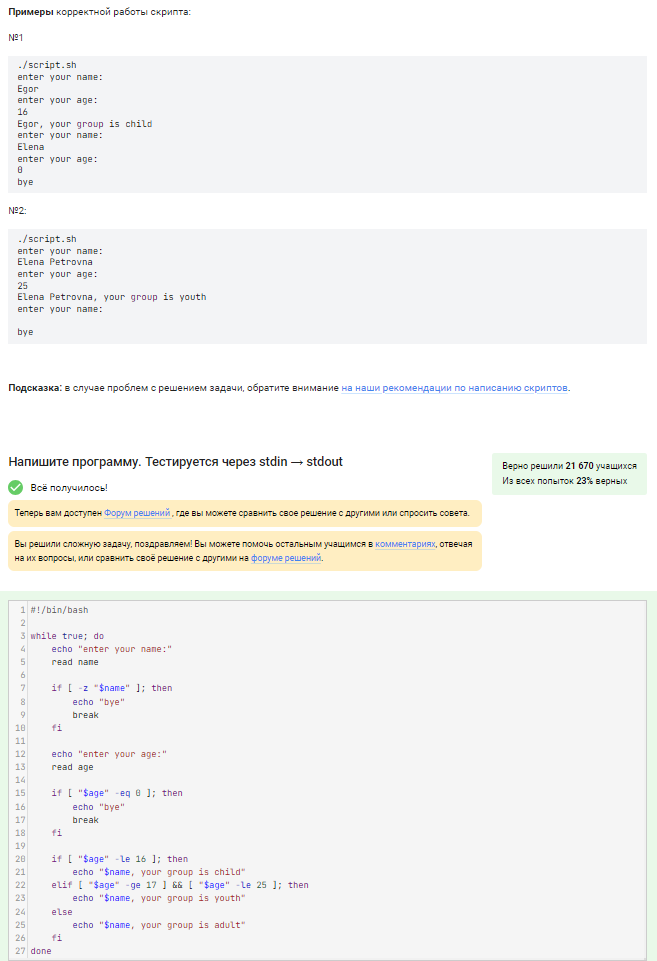 Примеры корректной работы скрипта:
№1
./script.sh
enter your name:
Egor
enter your age:
16
Egor, your group is child
enter your name:
Elena
enter your age:
0
bye
№2:
./script.sh
enter your name:
Elena Petrovna
enter your age:
25
Elena Petrovna, your group is youth
enter your name:
bye
Подсказка: в случае проблем с решением задачи, обратите внимание на наши рекомендации по написанию скриптов.
Напишите программу. Тестируется через stdin → stdout
Верно решили 21 670 учащихся
Из всех попыток 23% верных
Всё получилось!
Теперь вам доступен Форум решений, где вы можете сравнить свое решение с другими или спросить совета.
Вы решили сложную задачу, поздравляем! Вы можете помочь остальным учащимся в комментариях, отвечая
на их вопросы, или сравнить своё решение с другими на форуме решений.
1 #!/bin/bash
2
3 while true; do
4     echo "enter your name:"
5     read name
6
7     if [ -z "$name" ]; then
8         echo "bye"
9         break
10     fi
11
12     echo "enter your age:"
13     read age
14
15     if [ "$age" -eq 0 ]; then
16         echo "bye"
17         break
18     fi
19
20     if [ "$age" -le 16 ]; then
21         echo "$name, your group is child"
22     elif [ "$age" -ge 17 ] && [ "$age" -le 25 ]; then
23         echo "$name, your group is youth"
24     else
25         echo "$name, your group is adult"
26     fi
27 done